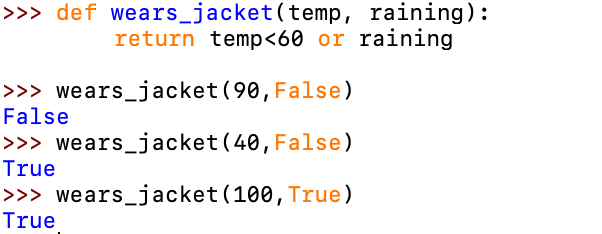 >>> def wears_jacket(temp, raining):
        return temp<60 or raining

>>> wears_jacket(90,False)
False
>>> wears_jacket(40,False)
True
>>> wears_jacket(100,True)
True